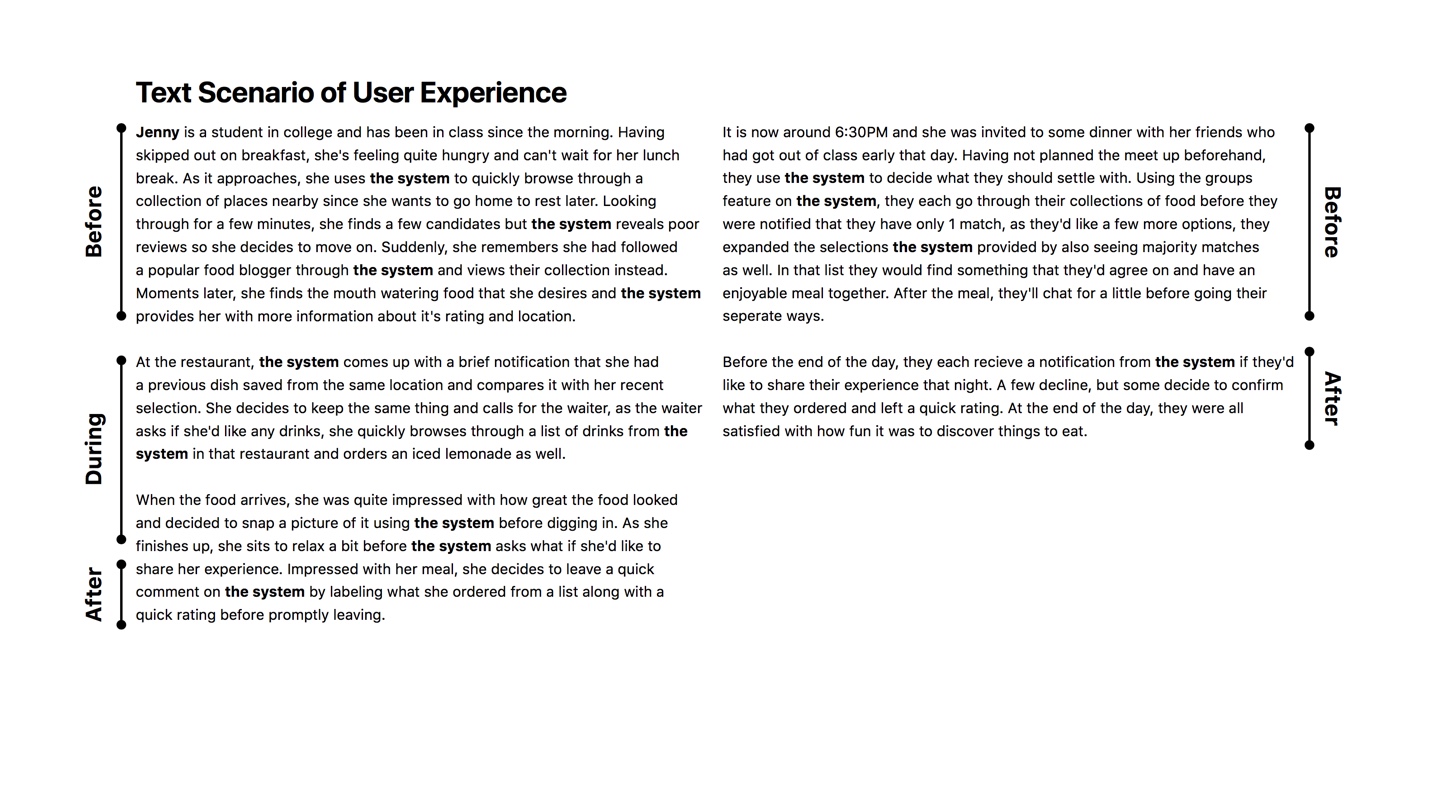 Text Scenario of User Experience
Before
Jenny is a student in college and has been in class since the morning. Having
skipped out on breakfast, she's feeling quite hungry and can't wait for her lunch
break. As it approaches, she uses the system to quickly browse through a
collection of places nearby since she wants to go home to rest later. Looking
through for a few minutes, she finds a few candidates but the system reveals poor
reviews so she decides to move on. Suddenly, she remembers she had followed
a popular food blogger through the system and views their collection instead.
Moments later, she finds the mouth watering food that she desires and the system
provides her with more information about it's rating and location.
During
At the restaurant, the system comes up with a brief notification that she had
a previous dish saved from the same location and compares it with her recent
selection. She decides to keep the same thing and calls for the waiter, as the waiter
asks if she'd like any drinks, she quickly browses through a list of drinks from the
system in that restaurant and orders an iced lemonade as well.
When the food arrives, she was quite impressed with how great the food looked
and decided to snap a picture of it using the system before digging in. As she
finishes up, she sits to relax a bit before the system asks what if she'd like to
After
share her experience. Impressed with her meal, she decides to leave a quick
comment on the system by labeling what she ordered from a list along with a
quick rating before promptly leaving.
Before
It is now around 6:30PM and she was invited to some dinner with her friends who
had got out of class early that day. Having not planned the meet up beforehand,
they use the system to decide what they should settle with. Using the groups
feature on the system, they each go through their collections of food before they
were notified that they have only 1 match, as they'd like a few more options, they
expanded the selections the system provided by also seeing majority matches
as well. In that list they would find something that they'd agree on and have an
enjoyable meal together. After the meal, they'll chat for a little before going their
seperate ways.
After
Before the end of the day, they each recieve a notification from the system if they'd
like to share their experience that night. A few decline, but some decide to confirm
what they ordered and left a quick rating. At the end of the day, they were all
satisfied with how fun it was to discover things to eat.